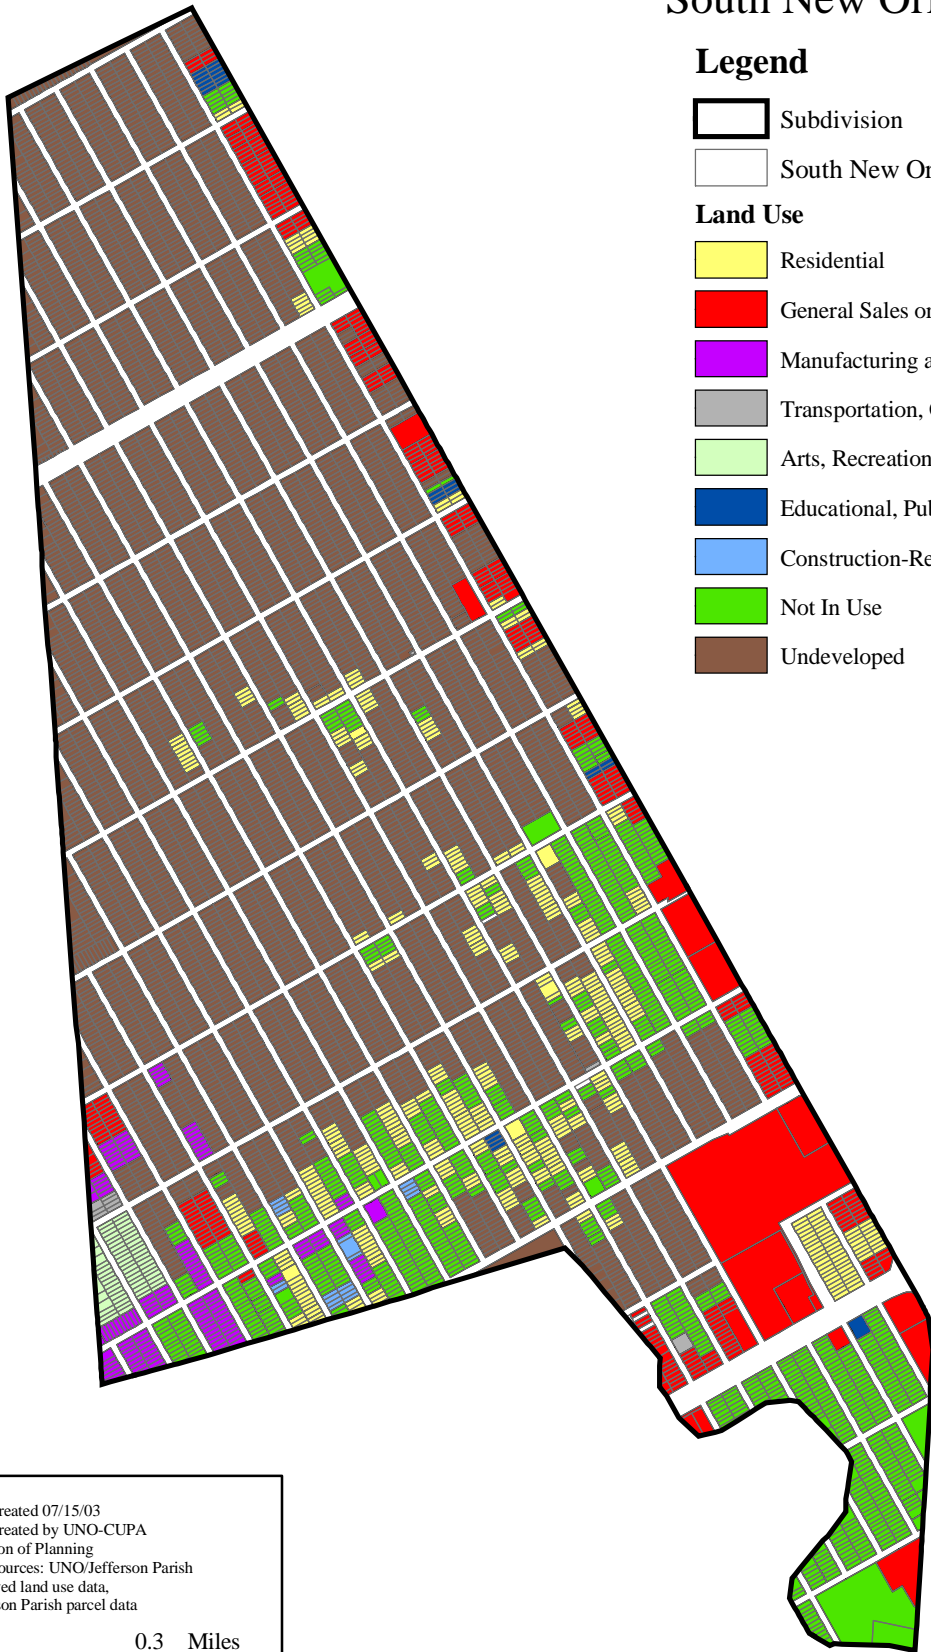 South New Or
Legend
Subdivision
South New Or
Land Use
Residential
General Sales or
Manufacturing a
Transportation,
Arts, Recreation
Educational, Pub
Construction-Re
Not In Use
Undeveloped
reated 07/15/03
reated by UNO-CUPA
on of Planning
ources: UNO/Jefferson Parish
ed land use data,
son Parish parcel data
0.3 Miles